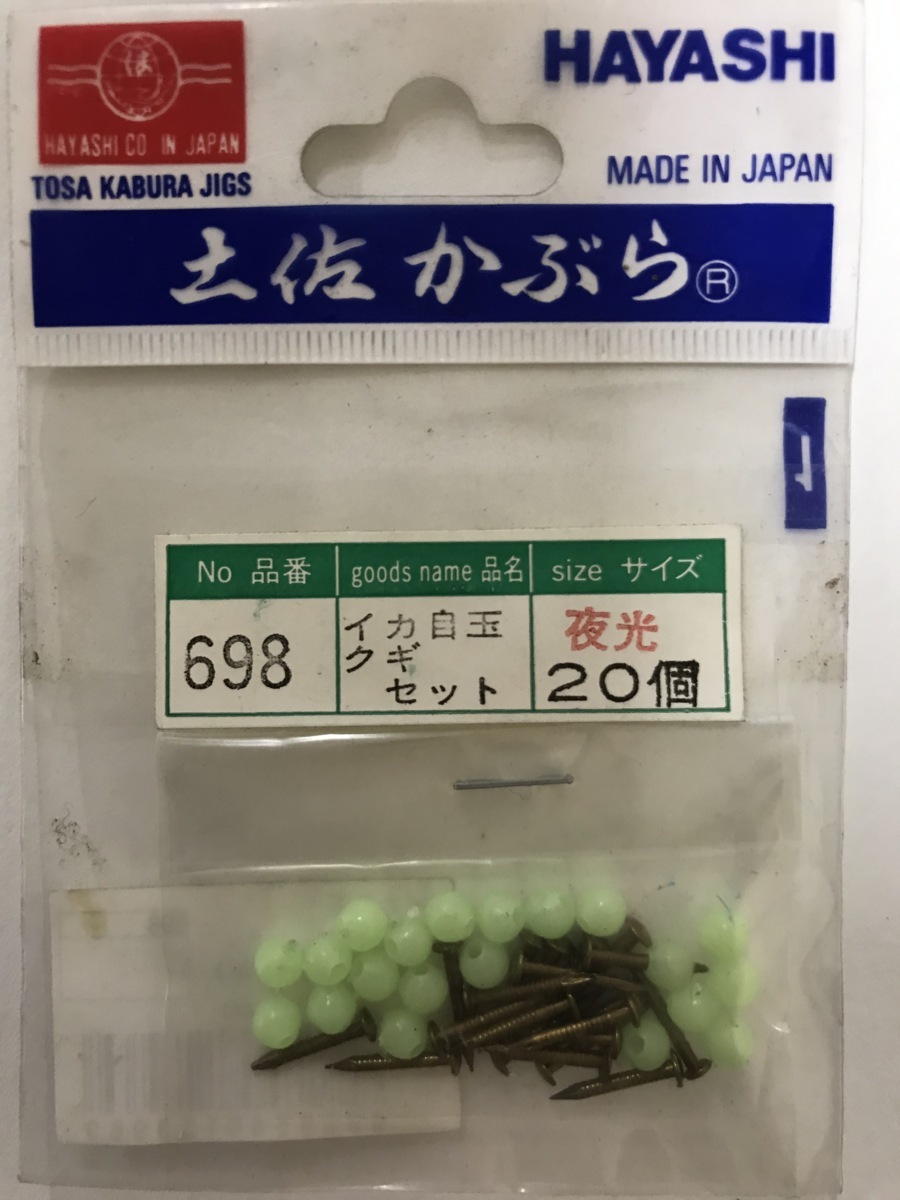 HAYASHI CO IN JAPAN
TOSA KABURA JIGS
HAYASHI
MADE IN JAPAN
土佐かぶら®
No 品番
goods name 品名
size サイズ
698
イカ目玉
クギ
セット
夜光
20個